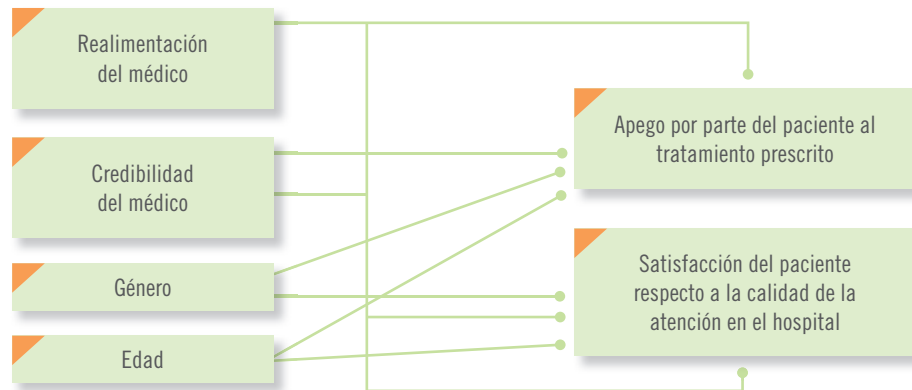 Realimentación
del médico
Credibilidad
del médico
Género
Edad
Apego por parte del paciente al
tratamiento prescrito
Satisfacción del paciente
respecto a la calidad de la
atención en el hospital